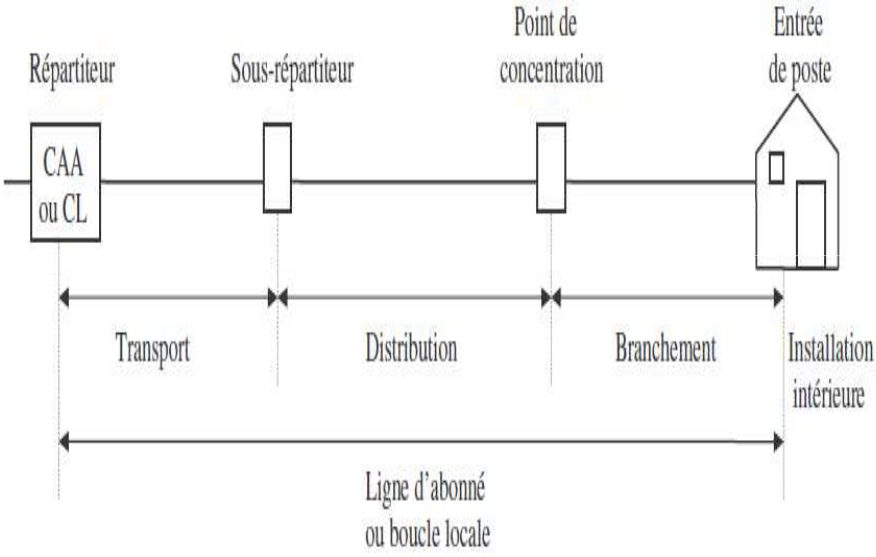 Répartiteur
Sous-répartiteur
Point de
concentration
Entrée
de poste
CAA
ou CL
Transport
Distribution
Branchement
Installation
intérieure
Ligne d'abonné
ou boucle locale